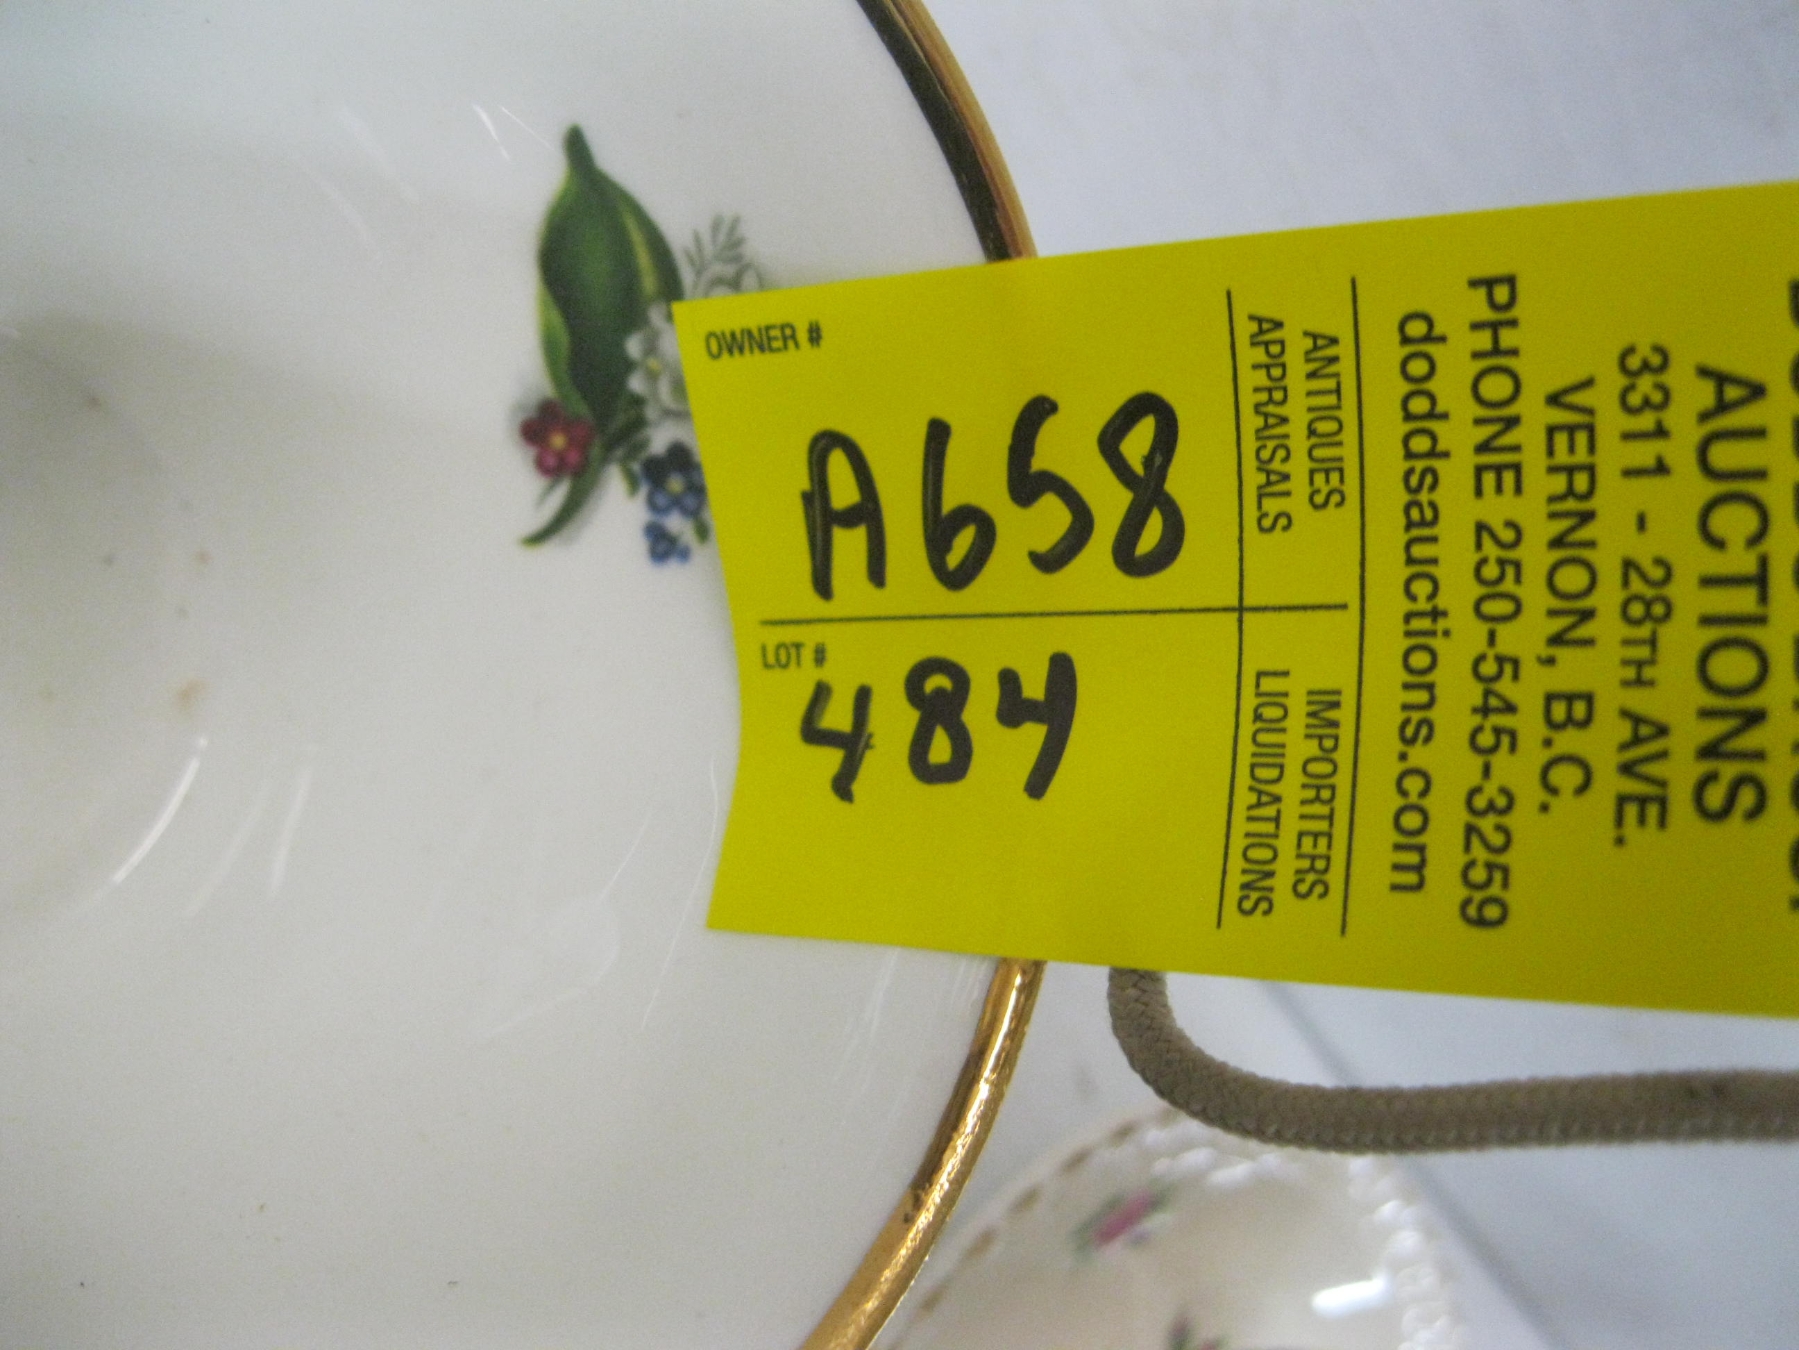 AUCTIONS
3311 - 28TH AVE.
VERNON, B.C.
PHONE 250-545-3259
doddsauctions.com
ANTIQUES IMPORTERS
APPRAISALS LIQUIDATIONS
OWNER #
A658
LOT #
484